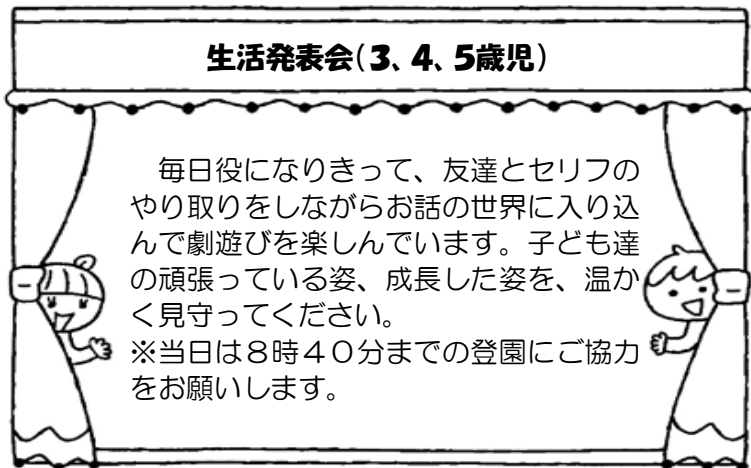 生活発表会(3、4、5歳児)
　毎日役になりきって、友達とセリフの
やり取りをしながらお話の世界に入り込
んで劇遊びを楽しんでいます。子ども達
の頑張っている姿、成長した姿を、温か
く見守ってください。
※当日は８時４０分までの登園にご協力
をお願いします。